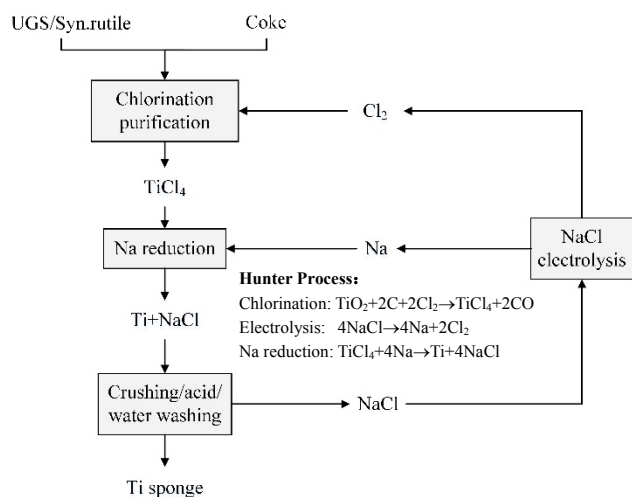 UGS/Syn.rutile
Coke
Chlorination
purification
Cl₂
TiCl₄
Na reduction
Na
NaCl
electrolysis
Hunter Process：
Chlorination: TiO₂+2C+2Cl₂→TiCl₄+2CO
Electrolysis: 4NaCl→4Na+2Cl₂
Na reduction: TiCl₄+4Na→Ti+4NaCl
Ti+NaCl
Crushing/acid/
water washing
NaCl
Ti sponge